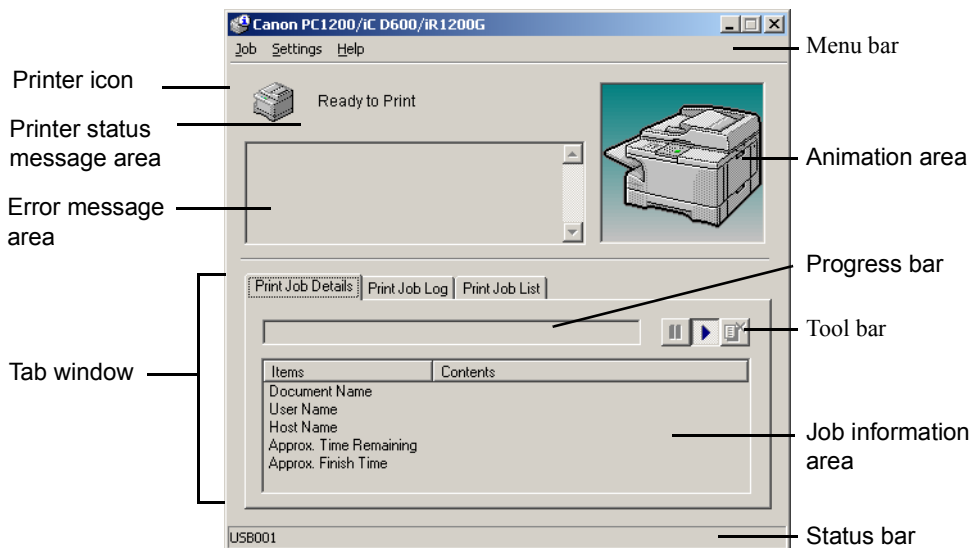 Canon PC1200/iC D600/iR1200G
Job Settings Help
Menu bar
Printer icon
Ready to Print
Printer status
message area
Animation area
Error message
area
Progress bar
Print Job Details Print Job Log Print Job List
Tool bar
Tab window
Items Contents
Document Name
User Name
Host Name
Approx. Time Remaining
Approx. Finish Time
Job information
area
USB001
Status bar